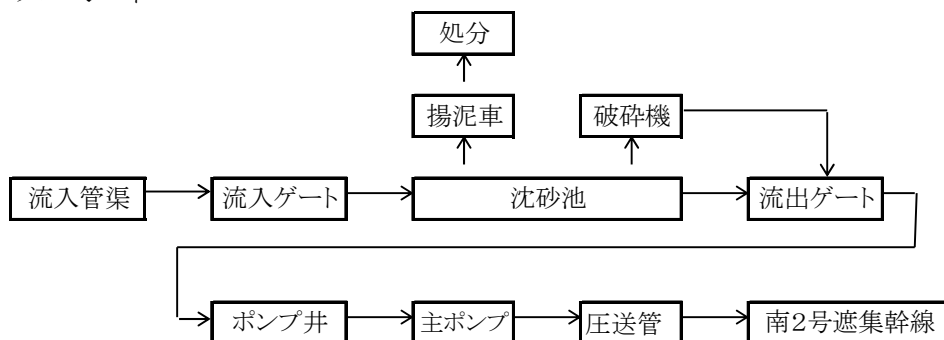 処分
揚泥車
破砕機
流入管渠
流入ゲート
沈砂池
流出ゲート
ポンプ井
主ポンプ
圧送管
南2号遮集幹線